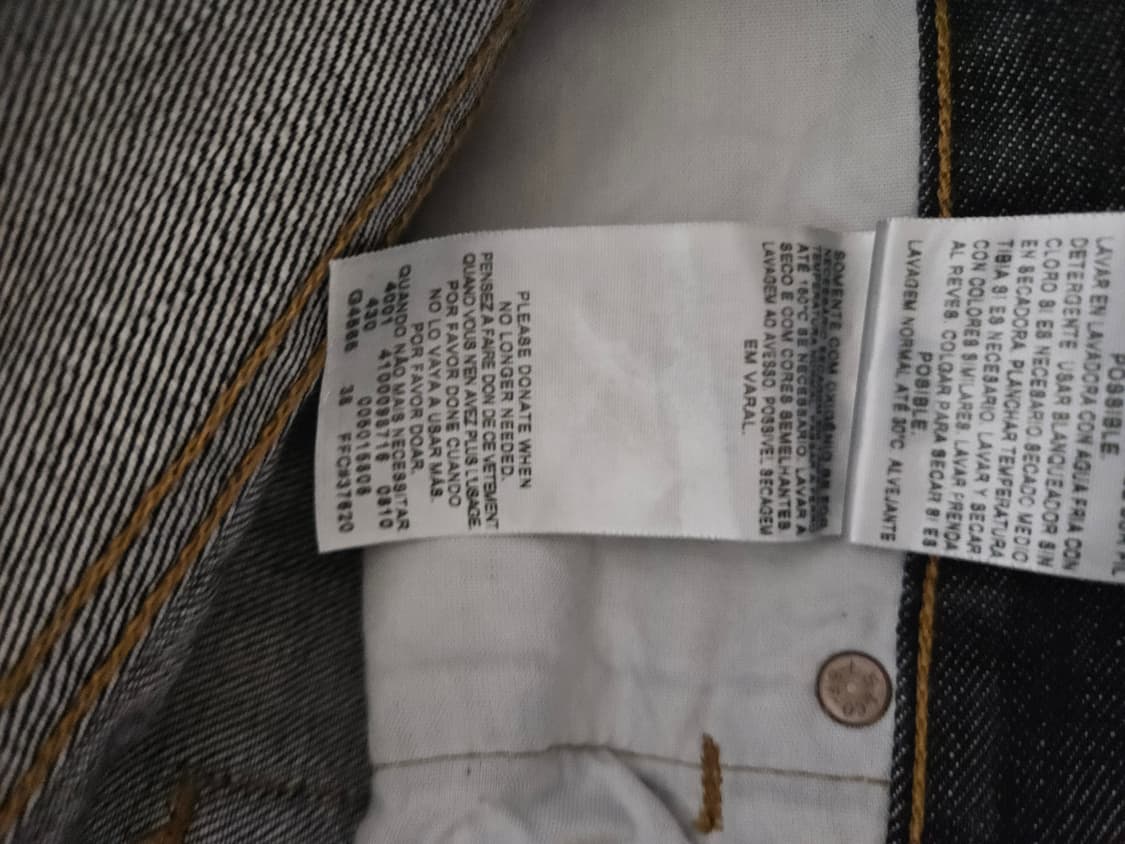 LAVAR EN LAVADORA CON AGUA FRIA CON
DETERGENTE. USAR BLANQUEADOR SIN
CLORO SI ES NECESARIO. SECADO MEDIO
EN SECADORA. PLANCHAR TEMPERATURA
TIBIA SI ES NECESARIO. LAVAR Y SECAR
CON COLORES SIMILARES. LAVAR PRENDA
AL REVES. COLGAR PARA SECAR SI ES
POSIBLE.
LAVAGEM NORMAL ATÉ 30°C. ALVEJANTE
SOMENTE COM OXIGÊNIO
ATÉ 150°C SE NECESSÁRIO. LAVAR A
SECO E COM CORES SEMELHANTES.
LAVAGEM AO AVESSO POSSÍVEL. SECAGEM
EM VARAL.
PLEASE DONATE WHEN
NO LONGER NEEDED.
PENSEZ A FAIRE DON DE CE VETEMENT
QUAND VOUS N'EN AVEZ PLUS L'USAGE.
POR FAVOR DONE CUANDO
NO LO VAYA A USAR MÁS.
POR FAVOR DOAR,
QUANDO NÃO MAIS NECESSITAR.
4001 4100098716 0810
430 005015808
38 FFC937620